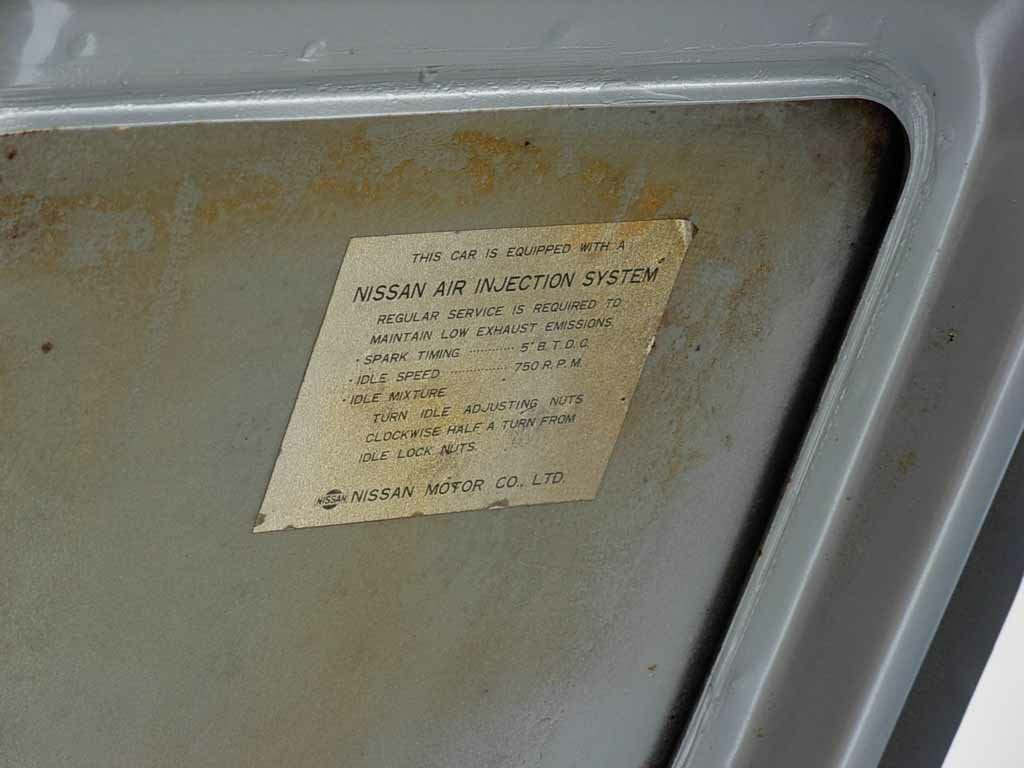 THIS CAR IS EQUIPPED WITH A
NISSAN AIR INJECTION SYSTEM
REGULAR SERVICE IS REQUIRED TO
MAINTAIN LOW EXHAUST EMISSIONS.
· SPARK TIMING ············ 5° B.T.D.C.
· IDLE SPEED ··············· 750 R.P.M.
· IDLE MIXTURE
TURN IDLE ADJUSTING NUTS
CLOCKWISE HALF A TURN FROM
IDLE LOCK NUTS.
NISSAN NISSAN MOTOR CO., LTD.